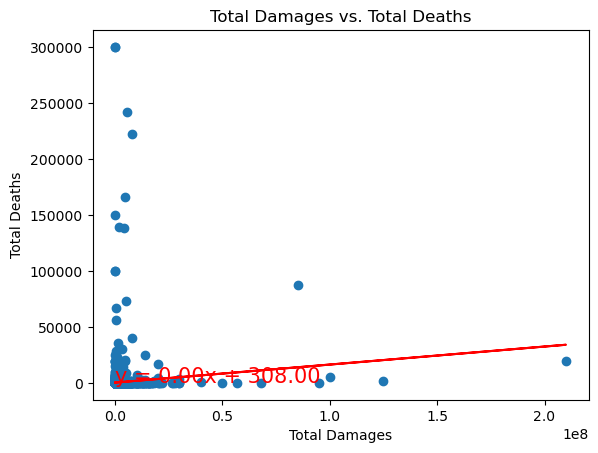 Total Damages vs. Total Deaths
300000
250000
200000
150000
100000
50000
0
Total Deaths
y = 0.00x + 308.00
0.0 0.5 1.0 1.5 2.0
1e8
Total Damages